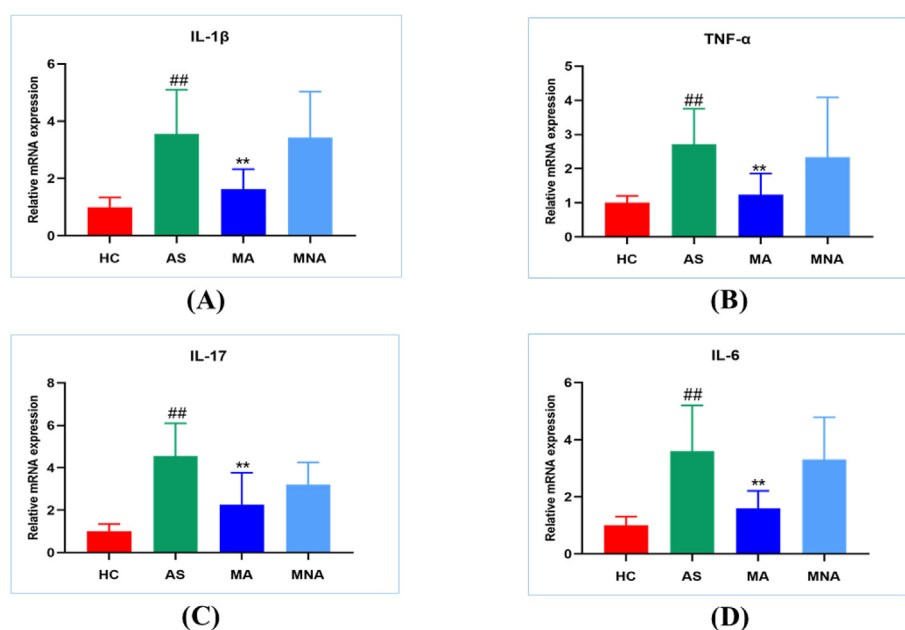 IL-1β
Relative mRNA expression
6
4
2
0
##
**
HC AS MA MNA
(A)
TNF-α
Relative mRNA expression
5
4
3
2
1
0
##
**
HC AS MA MNA
(B)
IL-17
Relative mRNA expression
8
6
4
2
0
##
**
HC AS MA MNA
(C)
IL-6
Relative mRNA expression
6
4
2
0
##
**
HC AS MA MNA
(D)